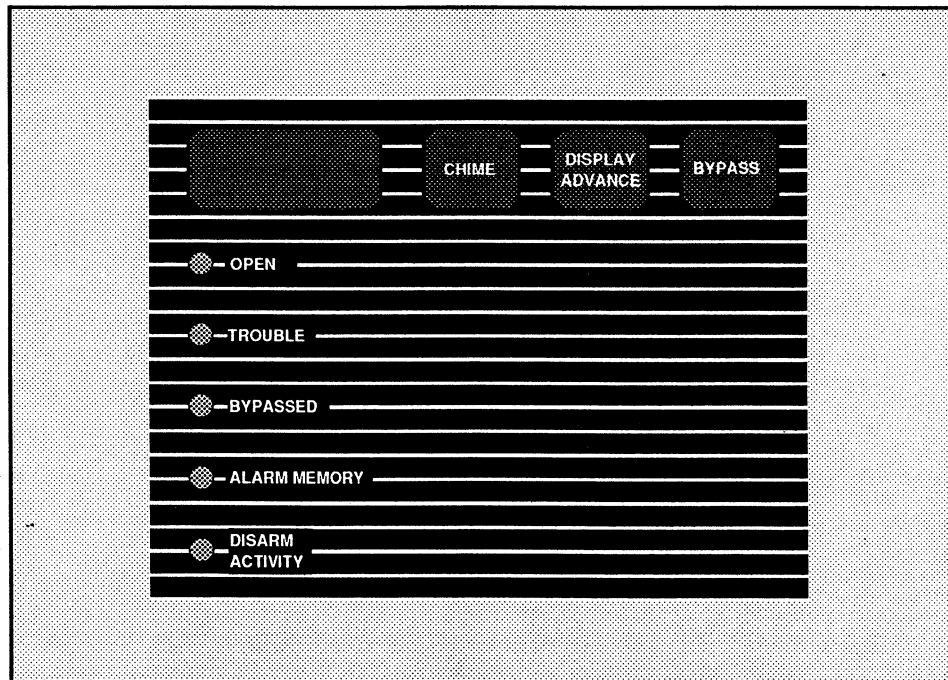 CHIME
DISPLAY
ADVANCE
BYPASS
OPEN
TROUBLE
BYPASSED
ALARM MEMORY
DISARM
ACTIVITY